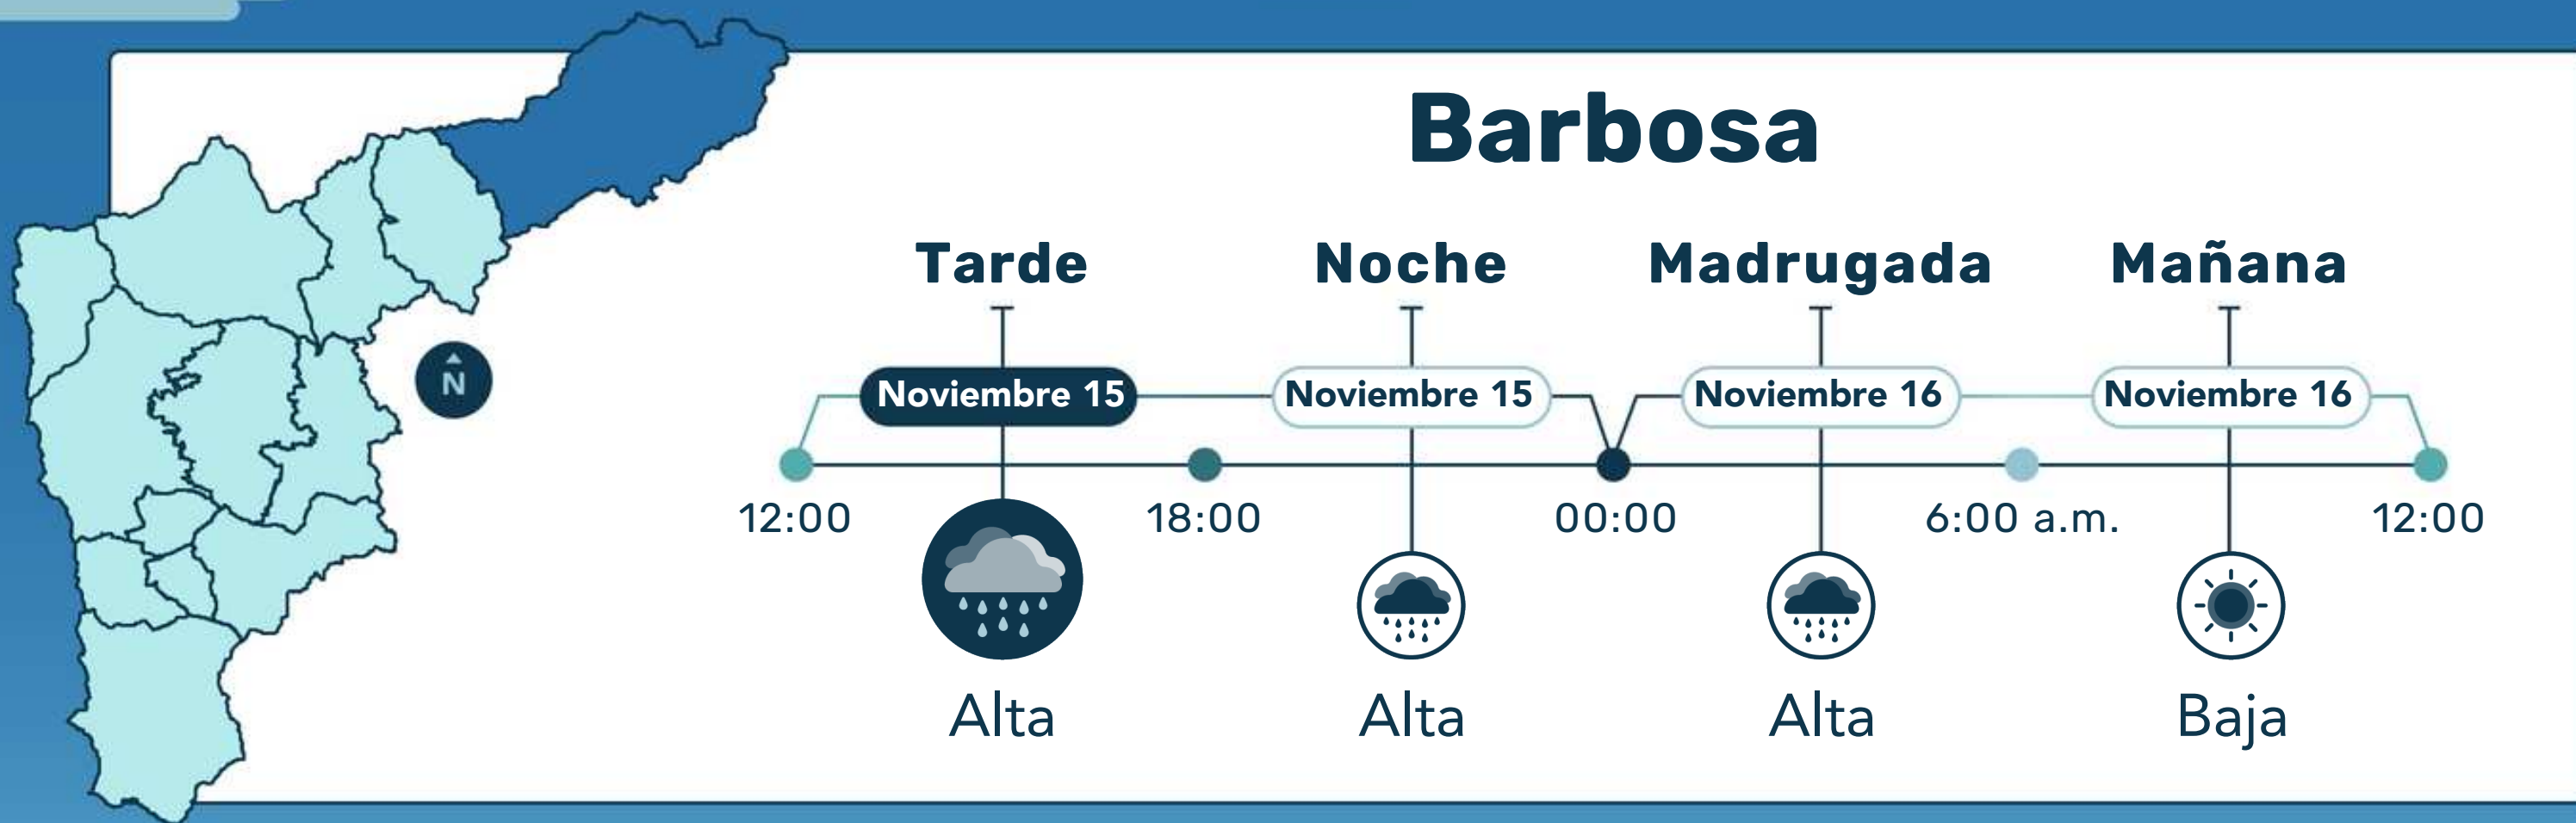 Barbosa
Tarde Noche Madrugada Mañana
Noviembre 15 Noviembre 15 Noviembre 16 Noviembre 16
N
12:00 18:00 00:00 6:00 a.m. 12:00
Alta Alta Alta Baja